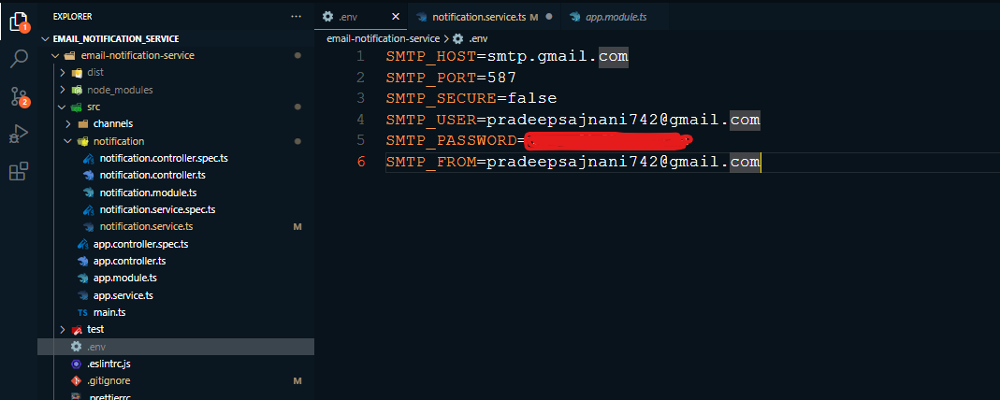 EXPLORER
EMAIL_NOTIFICATION_SERVICE
email-notification-service
dist
node_modules
src
channels
notification
notification.controller.spec.ts
notification.controller.ts
notification.module.ts
notification.service.spec.ts
notification.service.ts M
app.controller.spec.ts
app.controller.ts
app.module.ts
app.service.ts
TS main.ts
test
.env
.eslintrc.js
.gitignore M
.prettierrc
1
2
.env notification.service.ts M app.module.ts
email-notification-service > .env
1 SMTP_HOST=smtp.gmail.com
2 SMTP_PORT=587
3 SMTP_SECURE=false
4 SMTP_USER=pradeepsajnani742@gmail.com
5 SMTP_PASSWORD=
6 SMTP_FROM=pradeepsajnani742@gmail.com